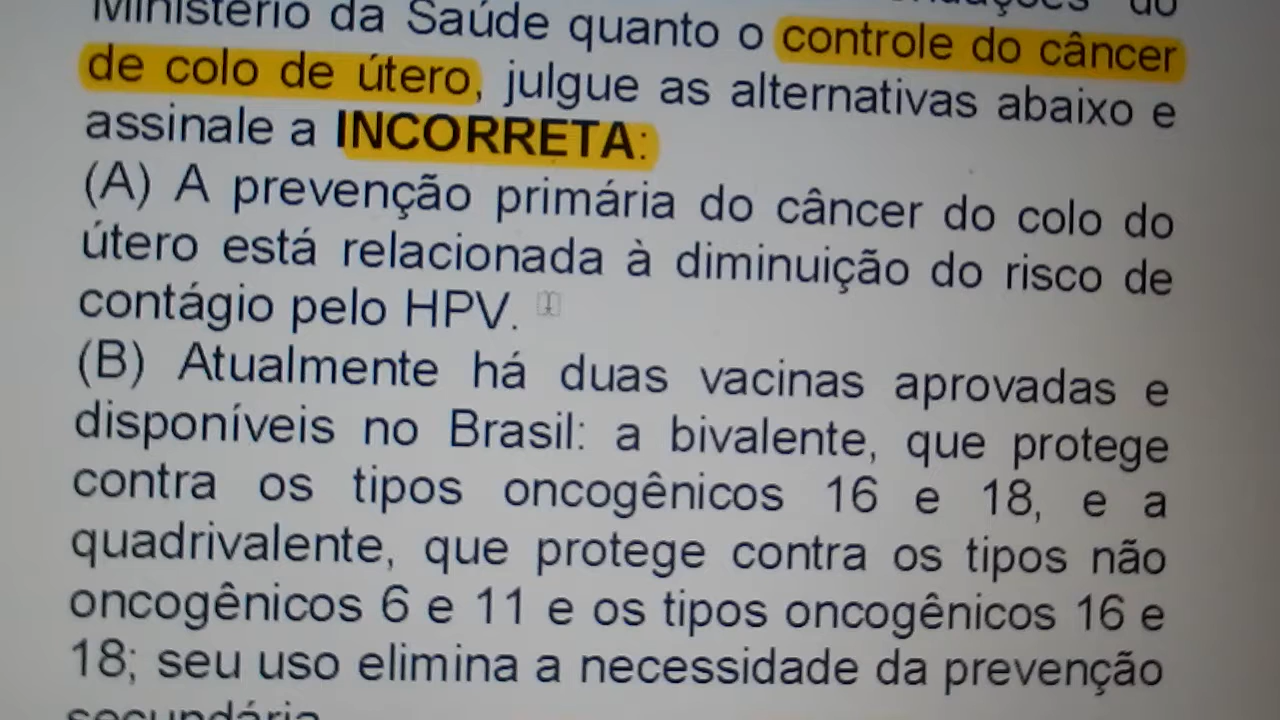 Ministério da Saúde quanto o controle do câncer
de colo de útero, julgue as alternativas abaixo e
assinale a INCORRETA:
(A) A prevenção primária do câncer do colo do
útero está relacionada à diminuição do risco de
contágio pelo HPV.
(B) Atualmente há duas vacinas aprovadas e
disponíveis no Brasil: a bivalente, que protege
contra os tipos oncogênicos 16 e 18, e a
quadrivalente, que protege contra os tipos não
oncogênicos 6 e 11 e os tipos oncogênicos 16 e
18; seu uso elimina a necessidade da prevenção
secundária